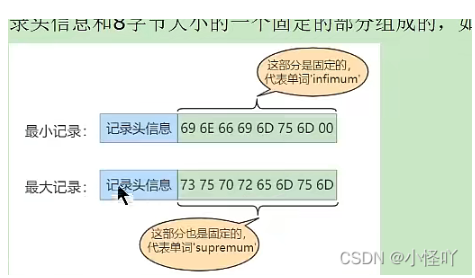 录头信息和8字节大小的一个固定的部分组成的，如
这部分是固定的，
代表单词'infimum'
最小记录： 记录头信息 69 6E 66 69 6D 75 6D 00
最大记录： 记录头信息 73 75 70 72 65 6D 75 6D
这部分也是固定的，
代表单词'supremum'
CSDN @小怪吖